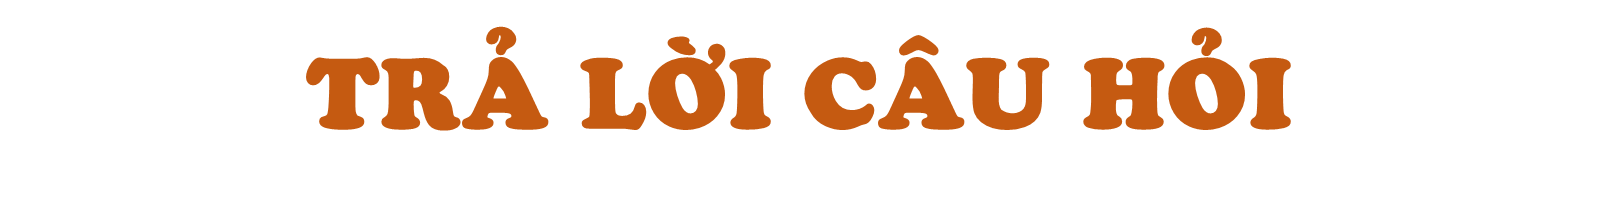 TRẢ LỜI CÂU HỎI